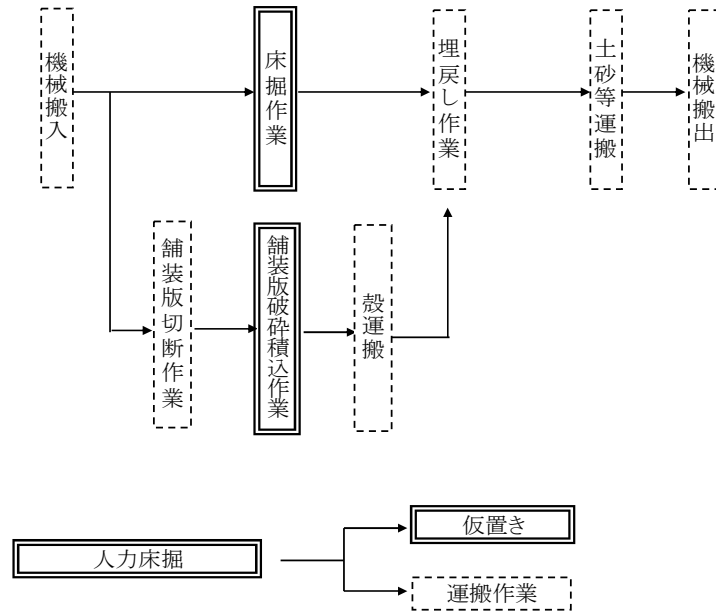 機械搬入
床掘作業
埋戻し作業
土砂等運搬
機械搬出
舗装版切断作業
舗装版破砕積込作業
殻運搬
人力床掘
仮置き
運搬作業